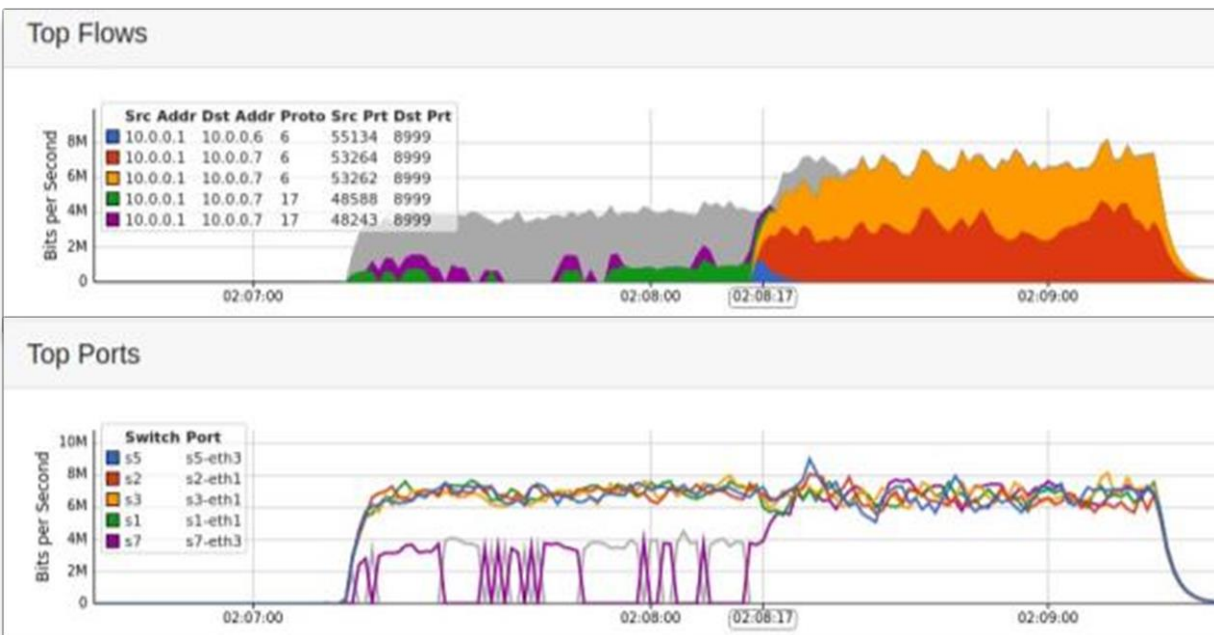 Top Flows
Src Addr Dst Addr Proto Src Prt Dst Prt
10.0.0.1 10.0.0.6 6 55134 8999
10.0.0.1 10.0.0.7 6 53264 8999
10.0.0.1 10.0.0.7 6 53262 8999
10.0.0.1 10.0.0.7 17 48588 8999
10.0.0.1 10.0.0.7 17 48243 8999
Bits per Second
8M
6M
4M
2M
0
02:07:00 02:08:00 02:08:17 02:09:00
Top Ports
Switch Port
s5 s5-eth3
s2 s2-eth1
s3 s3-eth1
s1 s1-eth1
s7 s7-eth3
Bits per Second
10M
8M
6M
4M
2M
0
02:07:00 02:08:00 02:08:17 02:09:00